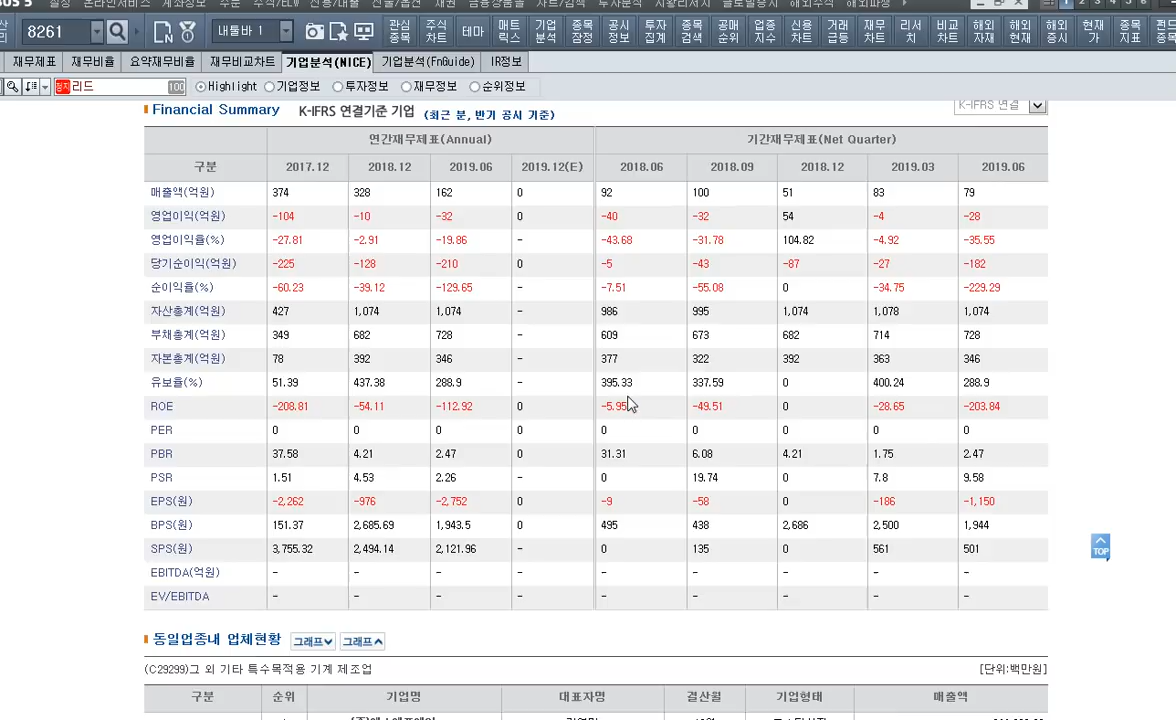 8261 내툴바 1 관심종목 주식차트 테마 매트릭스 기업분석 종목잠정 공시정보 투자집계 종목검색 공매순위 업종지수 신용차트 해외급등 재무차트 리서치 비교차트 해외자재 해외현재 해외증시 현재가 종목지표
재무제표 재무비율 요약재무비율 재무비교차트 기업분석(NICE) 기업분석(FnGuide) IR정보
정지 리드 100 Highlight 기업정보 투자정보 재무정보 순위정보
Financial Summary K-IFRS 연결기준 기업 (최근 분, 반기 공시 기준) K-IFRS 연결
연간재무제표(Annual) 기간재무제표(Net Quarter)
구분 2017.12 2018.12 2019.06 2019.12(E) 2018.06 2018.09 2018.12 2019.03 2019.06
매출액(억원) 374 328 162 0 92 100 51 83 79
영업이익(억원) -104 -10 -32 0 -40 -32 54 -4 -28
영업이익율(%) -27.81 -2.91 -19.86 - -43.68 -31.78 104.82 -4.92 -35.55
당기순이익(억원) -225 -128 -210 0 -5 -43 -87 -27 -182
순이익율(%) -60.23 -39.12 -129.65 - -7.51 -55.08 0 -34.75 -229.29
자산총계(억원) 427 1,074 1,074 - 986 995 1,074 1,078 1,074
부채총계(억원) 349 682 728 - 609 673 682 714 728
자본총계(억원) 78 392 346 - 377 322 392 363 346
유보율(%) 51.39 437.38 288.9 - 395.33 337.59 0 400.24 288.9
ROE -208.81 -54.11 -112.92 0 -5.95 -49.51 0 -28.65 -203.84
PER 0 0 0 0 0 0 0 0 0
PBR 37.58 4.21 2.47 0 31.31 6.08 4.21 1.75 2.47
PSR 1.51 4.53 2.26 - 0 19.74 0 7.8 9.58
EPS(원) -2,262 -976 -2,752 0 -9 -58 0 -186 -1,150
BPS(원) 151.37 2,685.69 1,943.5 0 495 438 2,686 2,500 1,944
SPS(원) 3,755.32 2,494.14 2,121.96 - 0 135 0 561 501
EBITDA(억원) - - - - - - - - -
EV/EBITDA - - - - - - - - -
TOP
동일업종내 업체현황 그래프 그래프
(C29299)그 외 기타 특수목적용 기계 제조업 [단위:백만원]
구분 순위 기업명 대표자명 결산월 기업형태 매출액